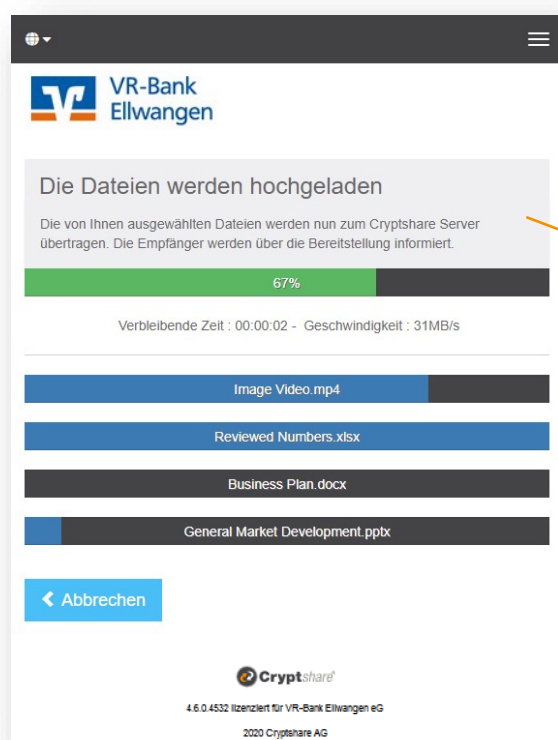 VR-Bank
Ellwangen
Die Dateien werden hochgeladen
Die von Ihnen ausgewählten Dateien werden nun zum Cryptshare Server
übertragen. Die Empfänger werden über die Bereitstellung informiert.
67%
Verbleibende Zeit : 00:00:02 - Geschwindigkeit : 31MB/s
Image Video.mp4
Reviewed Numbers.xlsx
Business Plan.docx
General Market Development.pptx
Abbrechen
Cryptshare
4.6.0.4532 lizenziert für VR-Bank Ellwangen eG
2020 Cryptshare AG